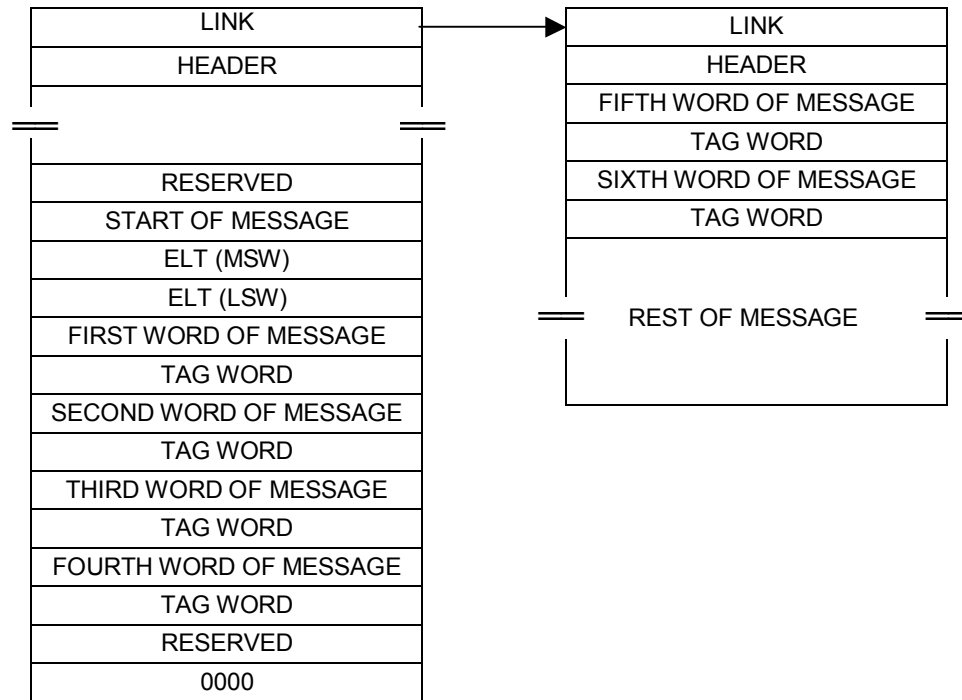 LINK
HEADER
RESERVED
START OF MESSAGE
ELT (MSW)
ELT (LSW)
FIRST WORD OF MESSAGE
TAG WORD
SECOND WORD OF MESSAGE
TAG WORD
THIRD WORD OF MESSAGE
TAG WORD
FOURTH WORD OF MESSAGE
TAG WORD
RESERVED
0000
LINK
HEADER
FIFTH WORD OF MESSAGE
TAG WORD
SIXTH WORD OF MESSAGE
TAG WORD
REST OF MESSAGE